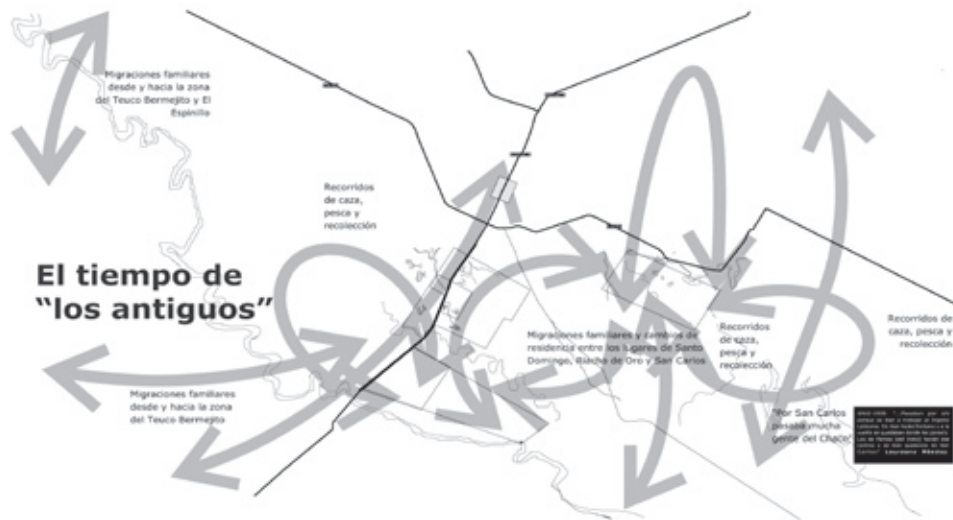 Migraciones familiares
desde y hacia la zona
del Teuco Bermejito y El
Espinillo
Recorridos
de caza,
pesca y
recolección
El tiempo de
“los antiguos”
Migraciones familiares y cambios de
residencia entre los lugares de Santo
Domingo, Riacho de Oro y San Carlos
Recorridos
de caza,
pesca y
recolección
Recorridos de
caza, pesca y
recolección
Migraciones familiares
desde y hacia la zona
del Teuco Bermejito
"Por San Carlos
pasaba mucha
gente del Chaco"